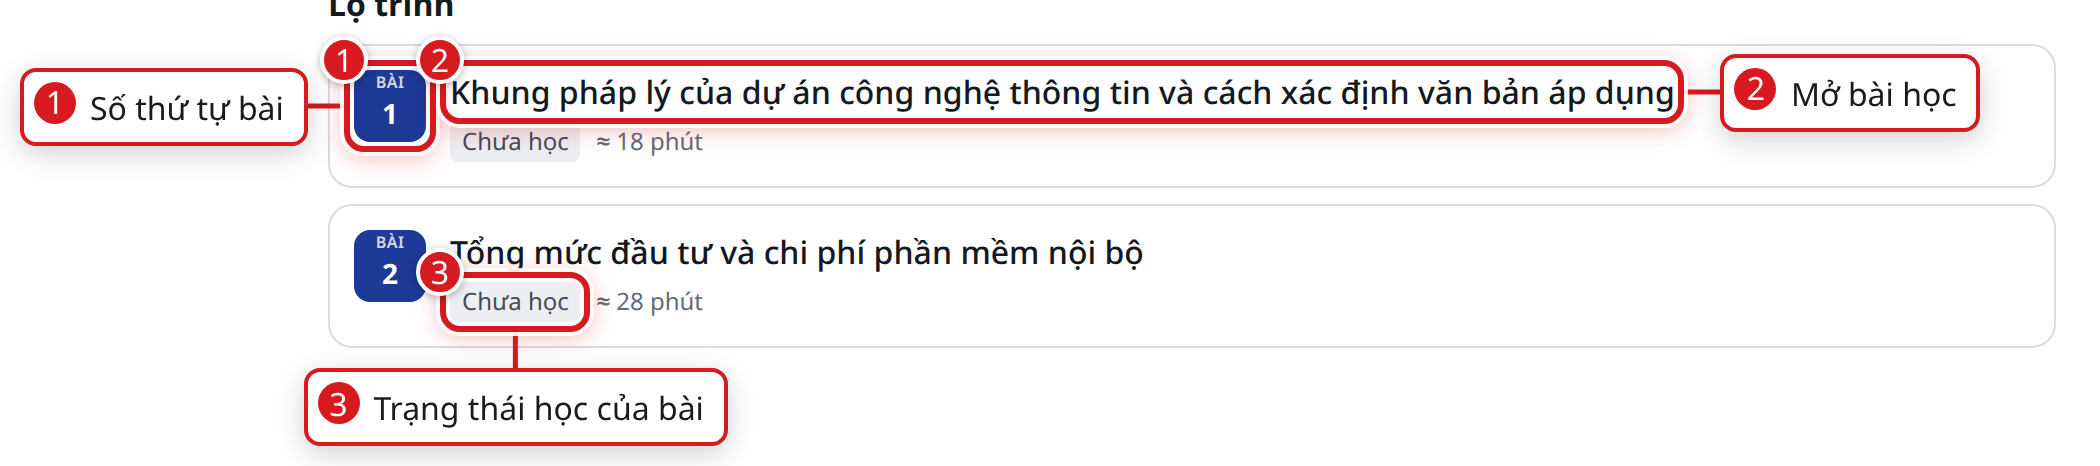 Lộ trình
1 Số thứ tự bài
1
2
BÀI
1
Khung pháp lý của dự án công nghệ thông tin và cách xác định văn bản áp dụng
2 Mở bài học
Chưa học ≈ 18 phút
BÀI
2
Tổng mức đầu tư và chi phí phần mềm nội bộ
3
Chưa học ≈ 28 phút
3 Trạng thái học của bài